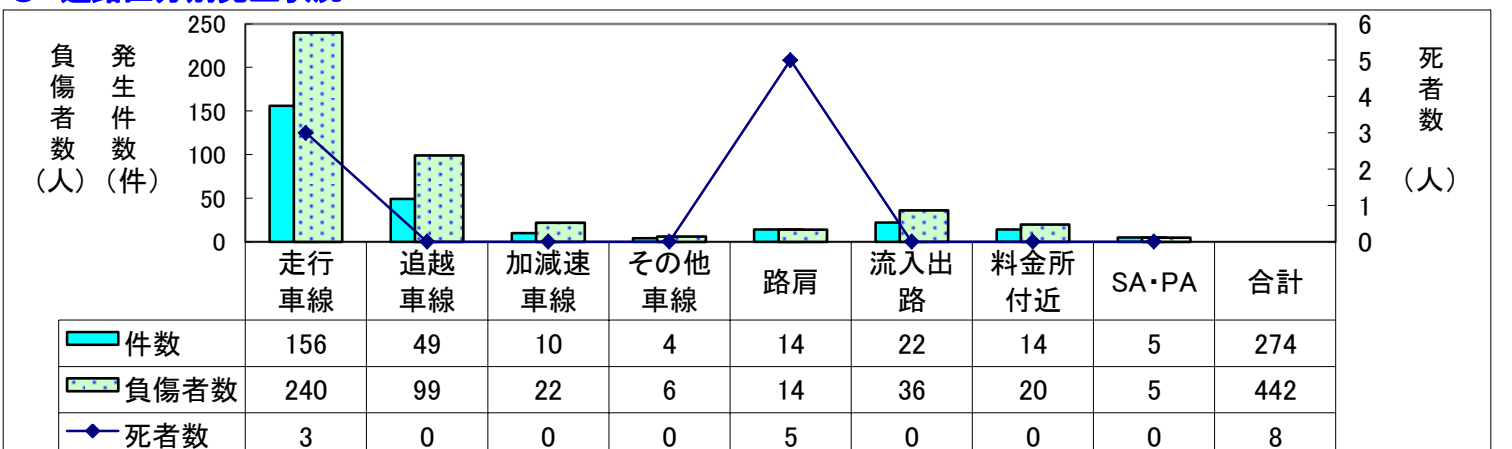 250
200
150
100
50
0
負傷者数(人)
発生件数(件)
6
5
4
3
2
1
0
死者数(人)
走行車線 追越車線 加減速車線 その他車線 路肩 流入出路 料金所付近 SA・PA 合計
件数 156 49 10 4 14 22 14 5 274
負傷者数 240 99 22 6 14 36 20 5 442
死者数 3 0 0 0 5 0 0 0 8